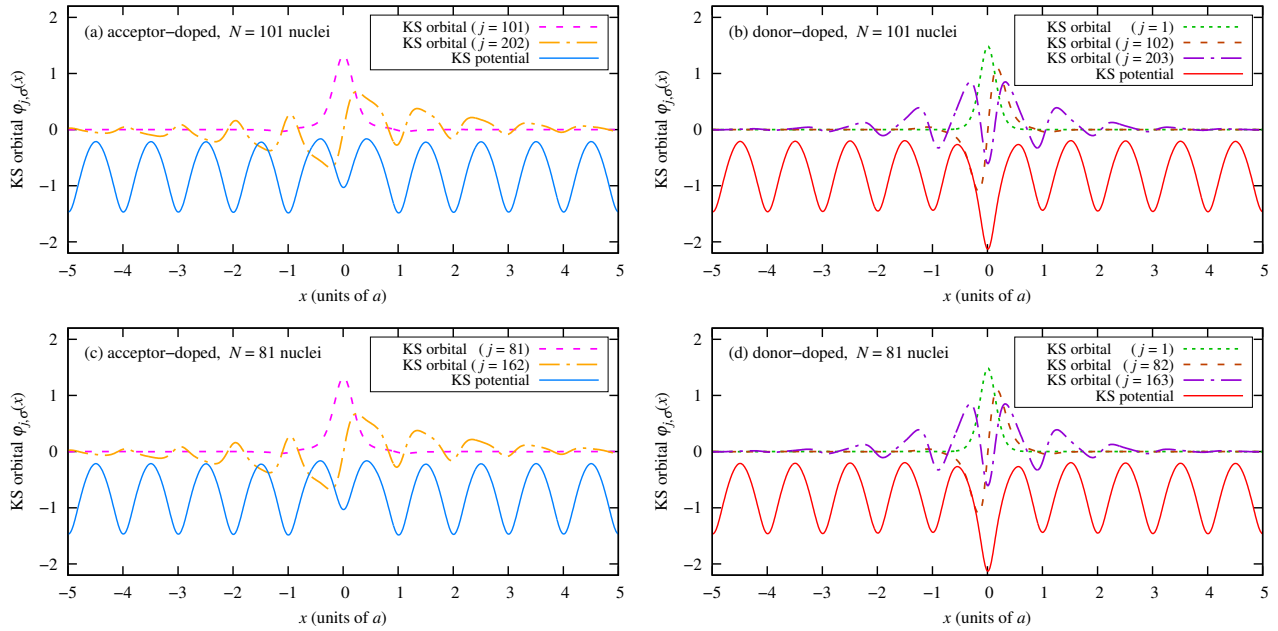 (a) acceptor−doped, N = 101 nuclei
KS orbital ( j = 101)
KS orbital ( j = 202)
KS potential
KS orbital φj,σ(x)
2
1
0
−1
−2
−5 −4 −3 −2 −1 0 1 2 3 4 5
x (units of a)
(b) donor−doped, N = 101 nuclei
KS orbital ( j = 1)
KS orbital ( j = 102)
KS orbital ( j = 203)
KS potential
KS orbital φj,σ(x)
2
1
0
−1
−2
−5 −4 −3 −2 −1 0 1 2 3 4 5
x (units of a)
(c) acceptor−doped, N = 81 nuclei
KS orbital ( j = 81)
KS orbital ( j = 162)
KS potential
KS orbital φj,σ(x)
2
1
0
−1
−2
−5 −4 −3 −2 −1 0 1 2 3 4 5
x (units of a)
(d) donor−doped, N = 81 nuclei
KS orbital ( j = 1)
KS orbital ( j = 82)
KS orbital ( j = 163)
KS potential
KS orbital φj,σ(x)
2
1
0
−1
−2
−5 −4 −3 −2 −1 0 1 2 3 4 5
x (units of a)